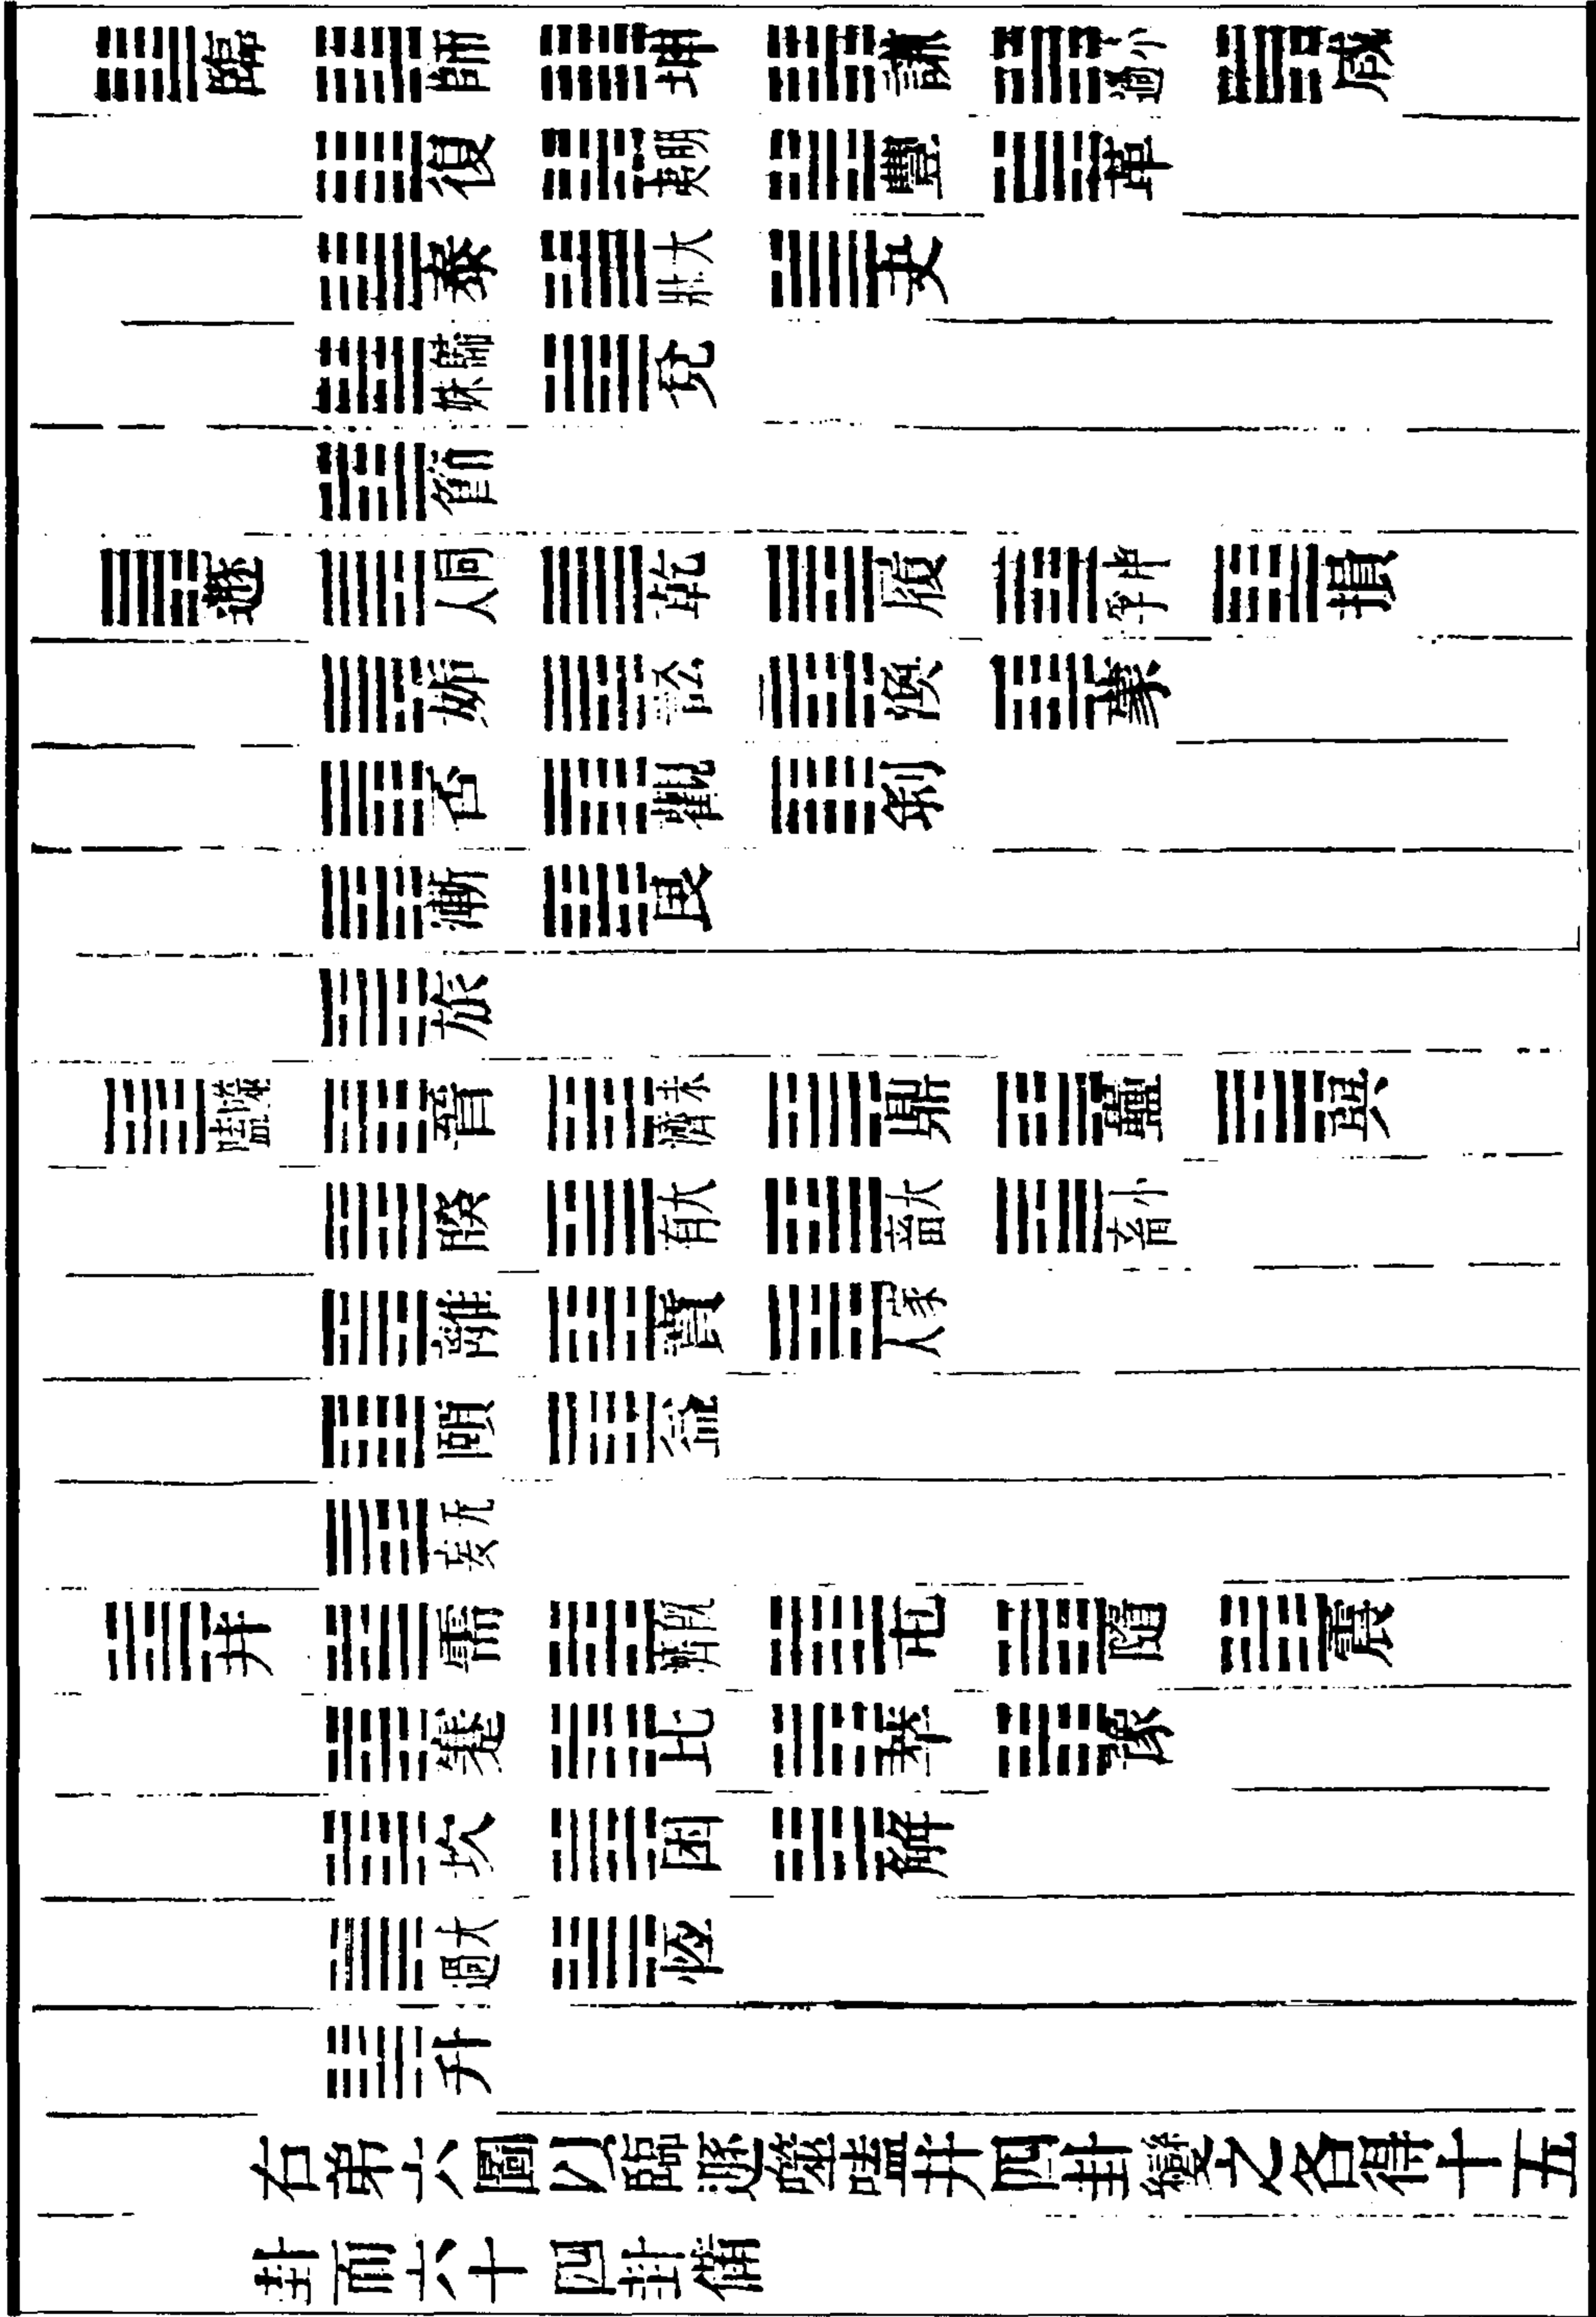 臨 師 坤 謙 小過 咸
復 明夷 豐 革
泰 大壯 夬
歸妹 兌
節
遯 同人 乾 履 中孚 損
姤 訟 渙 蒙
否 觀 剝
漸 艮
旅
噬嗑 晉 未濟 鼎 蠱 巽
睽 大有 大畜 小畜
離 賁 家人
頤 益
无妄
井 需 既濟 屯 隨 震
蹇 比 萃 豫
坎 困 解
大過 恆
升
右弟六圖以臨遯噬嗑井四卦變之各得十五
卦而六十四卦備